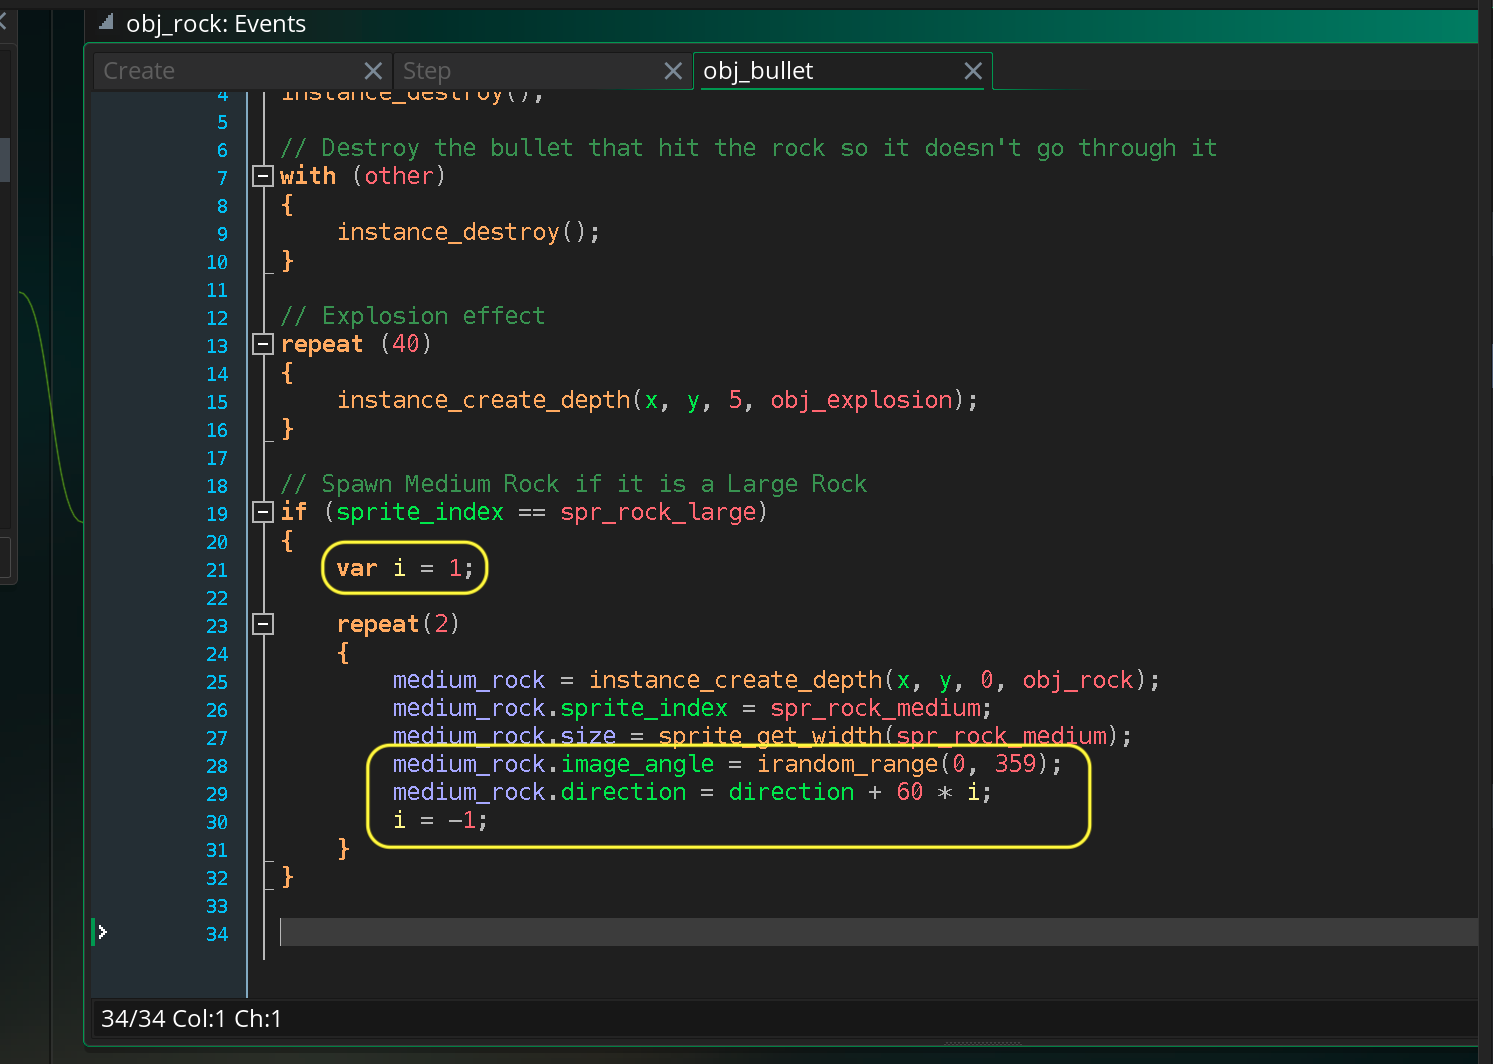 obj_rock: Events
Create Step obj_bullet
4 instance_destroy();
5
6 // Destroy the bullet that hit the rock so it doesn't go through it
7 with (other)
8 {
9 instance_destroy();
10 }
11
12 // Explosion effect
13 repeat (40)
14 {
15 instance_create_depth(x, y, 5, obj_explosion);
16 }
17
18 // Spawn Medium Rock if it is a Large Rock
19 if (sprite_index == spr_rock_large)
20 {
21 var i = 1;
22
23 repeat(2)
24 {
25 medium_rock = instance_create_depth(x, y, 0, obj_rock);
26 medium_rock.sprite_index = spr_rock_medium;
27 medium_rock.size = sprite_get_width(spr_rock_medium);
28 medium_rock.image_angle = irandom_range(0, 359);
29 medium_rock.direction = direction + 60 * i;
30 i = -1;
31 }
32 }
33
34
34/34 Col:1 Ch:1